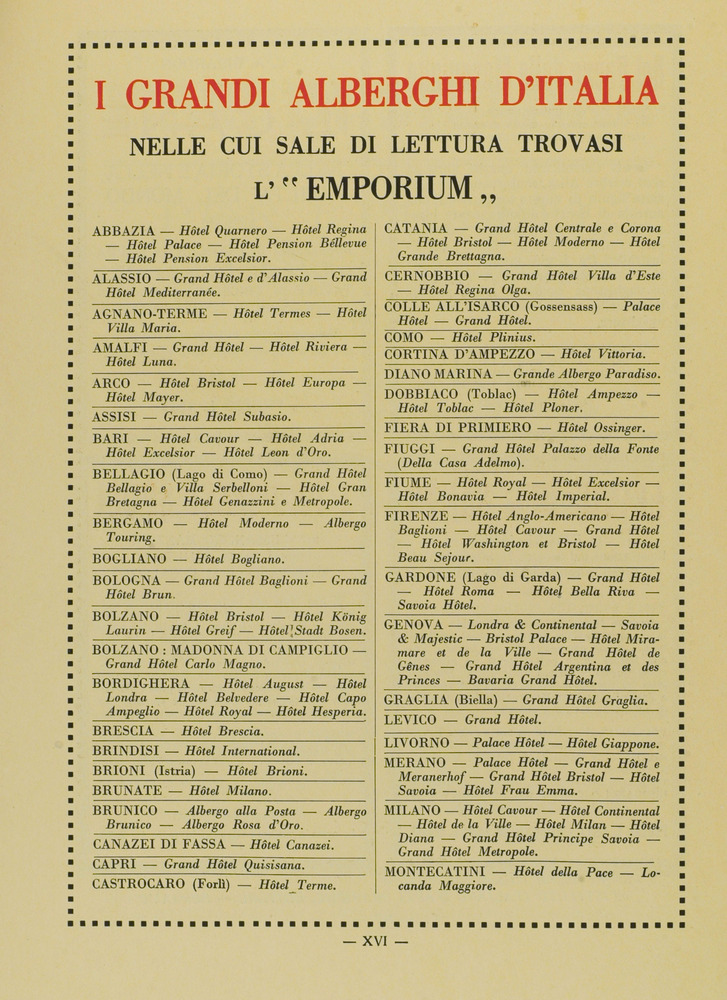 I GRANDI ALBERGHI D'ITALIA
NELLE CUI SALE DI LETTURA TROVASI
L' “ EMPORIUM „
ABBAZIA — Hôtel Quarnero — Hôtel Regina
— Hôtel Palace — Hôtel Pension Béllevue
— Hôtel Pension Excelsior.
ALASSIO — Grand Hôtel e d'Alassio — Grand
Hôtel Mediterranée.
AGNANO-TERME — Hôtel Termes — Hôtel
Villa Maria.
AMALFI — Grand Hôtel — Hôtel Riviera —
Hôtel Luna.
ARCO — Hôtel Bristol — Hôtel Europa —
Hôtel Mayer.
ASSISI — Grand Hôtel Subasio.
BARI — Hôtel Cavour — Hôtel Adria —
Hôtel Excelsior — Hôtel Leon d'Oro.
BELLAGIO (Lago di Como) — Grand Hôtel
Bellagio e Villa Serbelloni — Hôtel Gran
Bretagna — Hôtel Genazzini e Metropole.
BERGAMO — Hôtel Moderno — Albergo
Touring.
BOGLIANO — Hôtel Bogliano.
BOLOGNA — Grand Hôtel Baglioni — Grand
Hôtel Brun.
BOLZANO — Hôtel Bristol — Hôtel König
Laurin — Hôtel Greif — Hôtel Stadt Bosen.
BOLZANO : MADONNA DI CAMPIGLIO —
Grand Hôtel Carlo Magno.
BORDIGHERA — Hôtel August — Hôtel
Londra — Hôtel Belvedere — Hôtel Capo
Ampeglio — Hôtel Royal — Hôtel Hesperia.
BRESCIA — Hôtel Brescia.
BRINDISI — Hôtel International.
BRIONI (Istria) — Hôtel Brioni.
BRUNATE — Hôtel Milano.
BRUNICO — Albergo alla Posta — Albergo
Brunico — Albergo Rosa d'Oro.
CANAZEI DI FASSA — Hôtel Canazei.
CAPRI — Grand Hôtel Quisisana.
CASTROCARO (Forlì) — Hôtel Terme.
CATANIA — Grand Hôtel Centrale e Corona
— Hôtel Bristol — Hôtel Moderno — Hôtel
Grande Brettagna.
CERNOBBIO — Grand Hôtel Villa d'Este
— Hôtel Regina Olga.
COLLE ALL'ISARCO (Gossensass) — Palace
Hôtel — Grand Hôtel.
COMO — Hôtel Plinius.
CORTINA D'AMPEZZO — Hôtel Vittoria.
DIANO MARINA — Grande Albergo Paradiso.
DOBBIACO (Toblac) — Hôtel Ampezzo —
Hôtel Toblac — Hôtel Ploner.
FIERA DI PRIMIERO — Hôtel Ossinger.
FIUGGI — Grand Hôtel Palazzo della Fonte
(Della Casa Adelmo).
FIUME — Hôtel Royal — Hôtel Excelsior —
Hôtel Bonavia — Hôtel Imperial.
FIRENZE — Hôtel Anglo-Americano — Hôtel
Baglioni — Hôtel Cavour — Grand Hôtel
— Hôtel Washington et Bristol — Hôtel
Beau Sejour.
GARDONE (Lago di Garda) — Grand Hôtel
— Hôtel Roma — Hôtel Bella Riva —
Savoia Hôtel.
GENOVA — Londra & Continental — Savoia
& Majestic — Bristol Palace — Hôtel Mira-
mare et de la Ville — Grand Hôtel de
Gênes — Grand Hôtel Argentina et des
Princes — Bavaria Grand Hôtel.
GRAGLIA (Biella) — Grand Hôtel Graglia.
LEVICO — Grand Hôtel.
LIVORNO — Palace Hôtel — Hôtel Giappone.
MERANO — Palace Hôtel — Grand Hôtel e
Meranerhof — Grand Hôtel Bristol — Hôtel
Savoia — Hôtel Frau Emma.
MILANO — Hôtel Cavour — Hôtel Continental
— Hôtel de la Ville — Hôtel Milan — Hôtel
Diana — Grand Hôtel Principe Savoia —
Grand Hôtel Metropole.
MONTECATINI — Hôtel della Pace — Lo-
canda Maggiore.
— XVI —